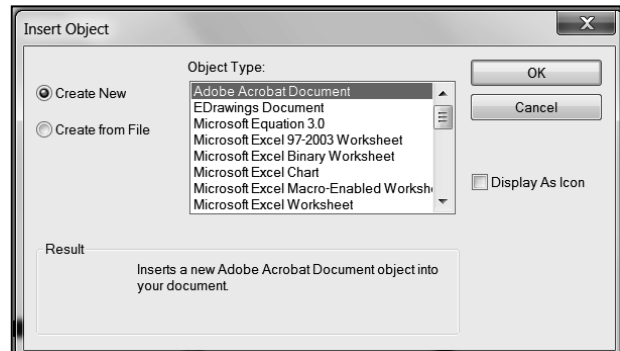 Insert Object
Create New
Create from File
Object Type:
Adobe Acrobat Document
EDrawings Document
Microsoft Equation 3.0
Microsoft Excel 97-2003 Worksheet
Microsoft Excel Binary Worksheet
Microsoft Excel Chart
Microsoft Excel Macro-Enabled Worksh
Microsoft Excel Worksheet
OK
Cancel
Display As Icon
Result
Inserts a new Adobe Acrobat Document object into
your document.